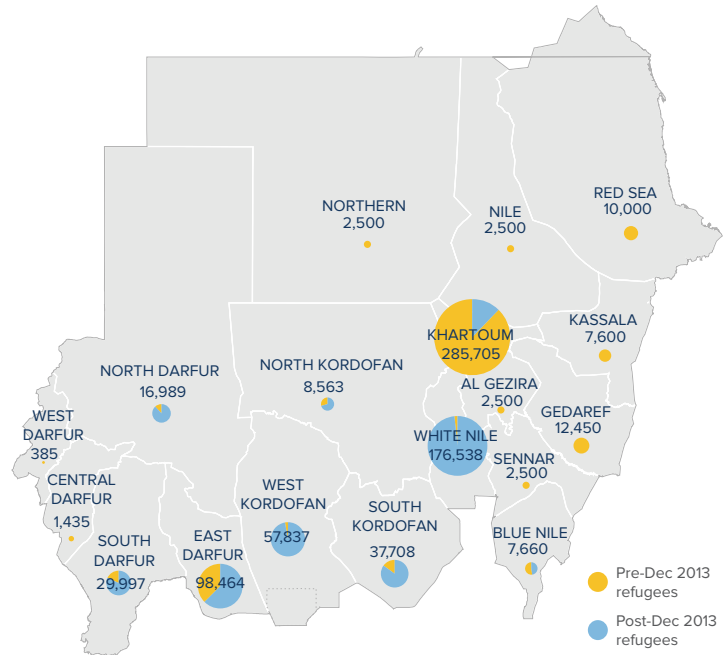 NORTHERN
2,500
NILE
2,500
RED SEA
10,000
KHARTOUM
285,705
KASSALA
7,600
NORTH DARFUR
16,989
NORTH KORDOFAN
8,563
AL GEZIRA
2,500
GEDAREF
12,450
WEST
DARFUR
385
WHITE NILE
176,538
SENNAR
2,500
CENTRAL
DARFUR
1,435
WEST
KORDOFAN
57,837
SOUTH
KORDOFAN
37,708
SOUTH
DARFUR
29,997
EAST
DARFUR
98,464
BLUE NILE
7,660
Pre-Dec 2013
refugees
Post-Dec 2013
refugees